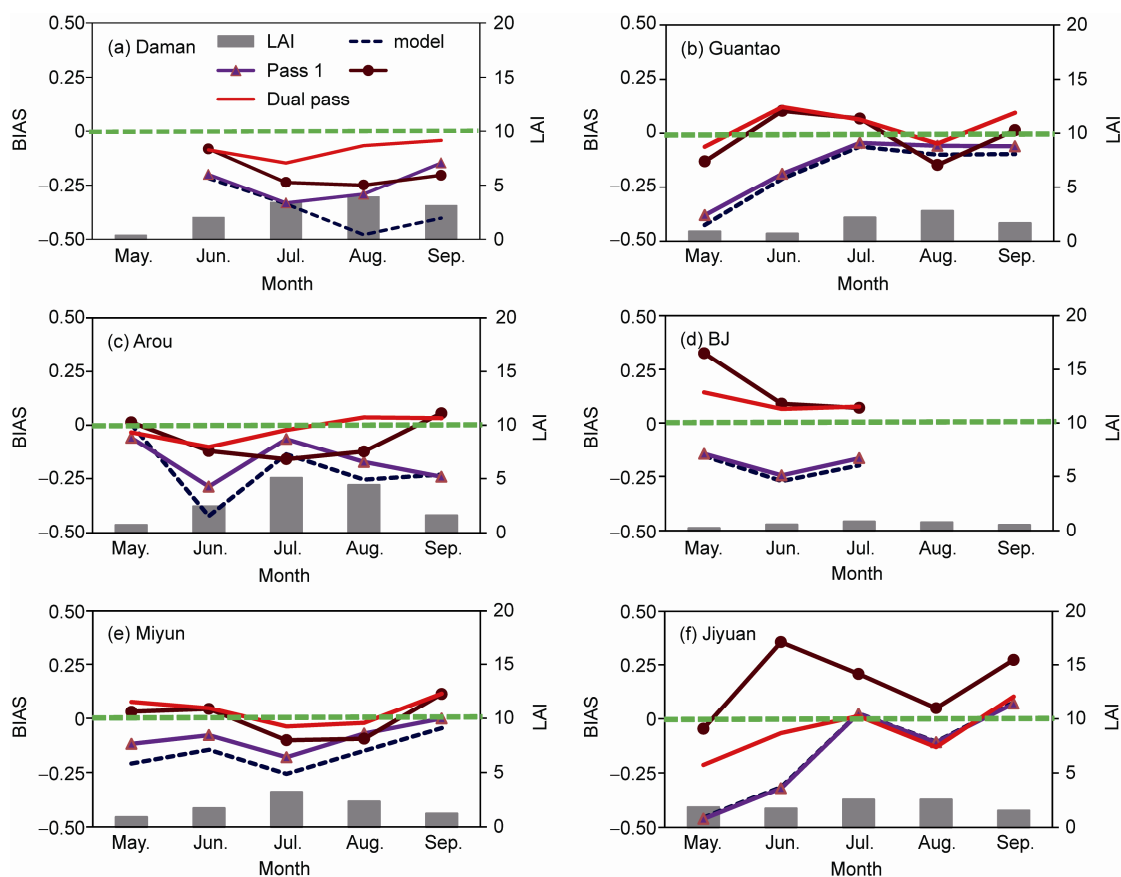 0.50
0.25
0
–0.25
–0.50
BIAS
(a) Daman
LAI
model
Pass 1
Dual pass
20
15
10
5
0
LAI
May. Jun. Jul. Aug. Sep.
Month
0.50
0.25
0
–0.25
–0.50
BIAS
(b) Guantao
20
15
10
5
0
LAI
May. Jun. Jul. Aug. Sep.
Month
0.50
0.25
0
–0.25
–0.50
BIAS
(c) Arou
20
15
10
5
0
LAI
May. Jun. Jul. Aug. Sep.
Month
0.50
0.25
0
–0.25
–0.50
BIAS
(d) BJ
20
15
10
5
0
LAI
May. Jun. Jul. Aug. Sep.
Month
0.50
0.25
0
–0.25
–0.50
BIAS
(e) Miyun
20
15
10
5
0
LAI
May. Jun. Jul. Aug. Sep.
Month
0.50
0.25
0
–0.25
–0.50
BIAS
(f) Jiyuan
20
15
10
5
0
LAI
May. Jun. Jul. Aug. Sep.
Month